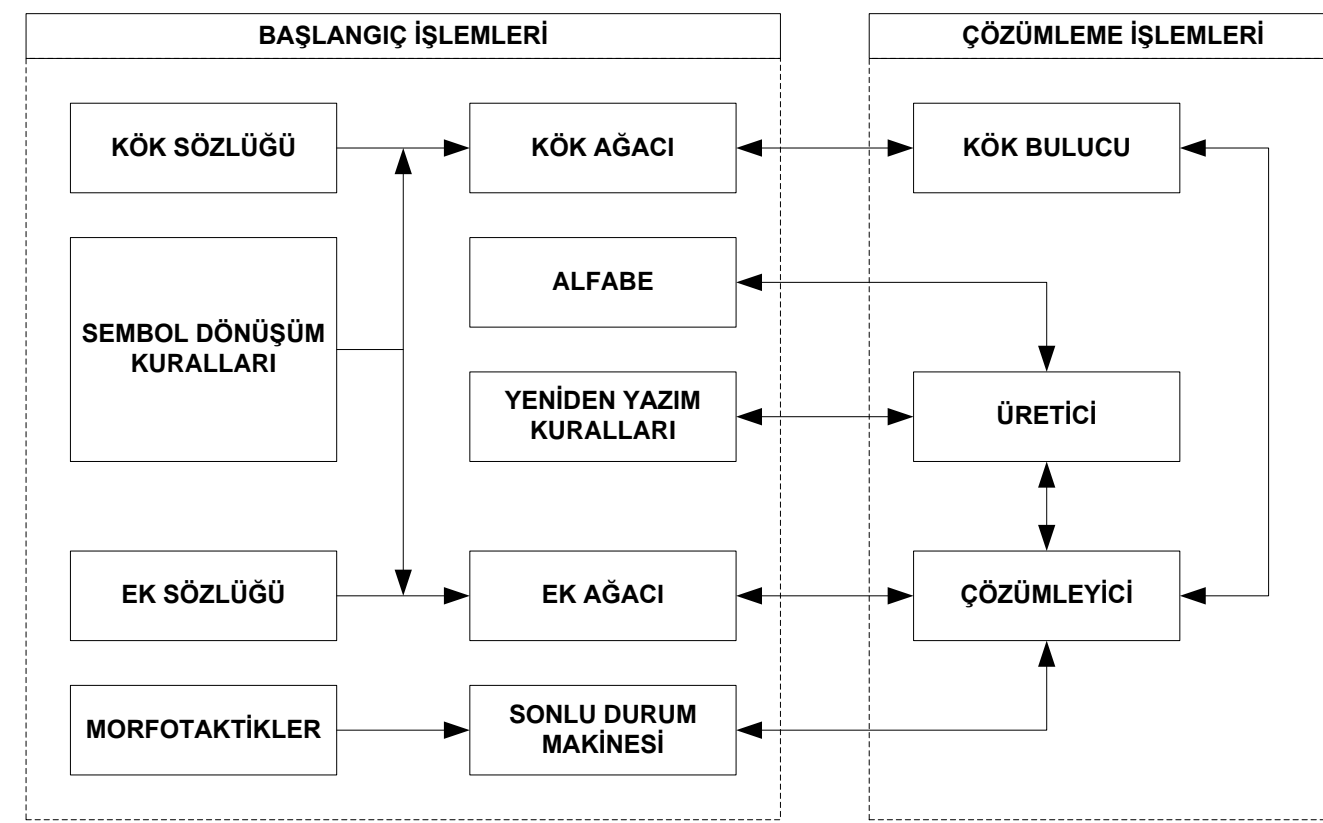 BAŞLANGIÇ İŞLEMLERİ
ÇÖZÜMLEME İŞLEMLERİ
KÖK SÖZLÜĞÜ
KÖK AĞACI
KÖK BULUCU
ALFABE
SEMBOL DÖNÜŞÜM
KURALLARI
YENİDEN YAZIM
KURALLARI
ÜRETİCİ
EK SÖZLÜĞÜ
EK AĞACI
ÇÖZÜMLEYİCİ
MORFOTAKTİKLER
SONLU DURUM
MAKİNESİ